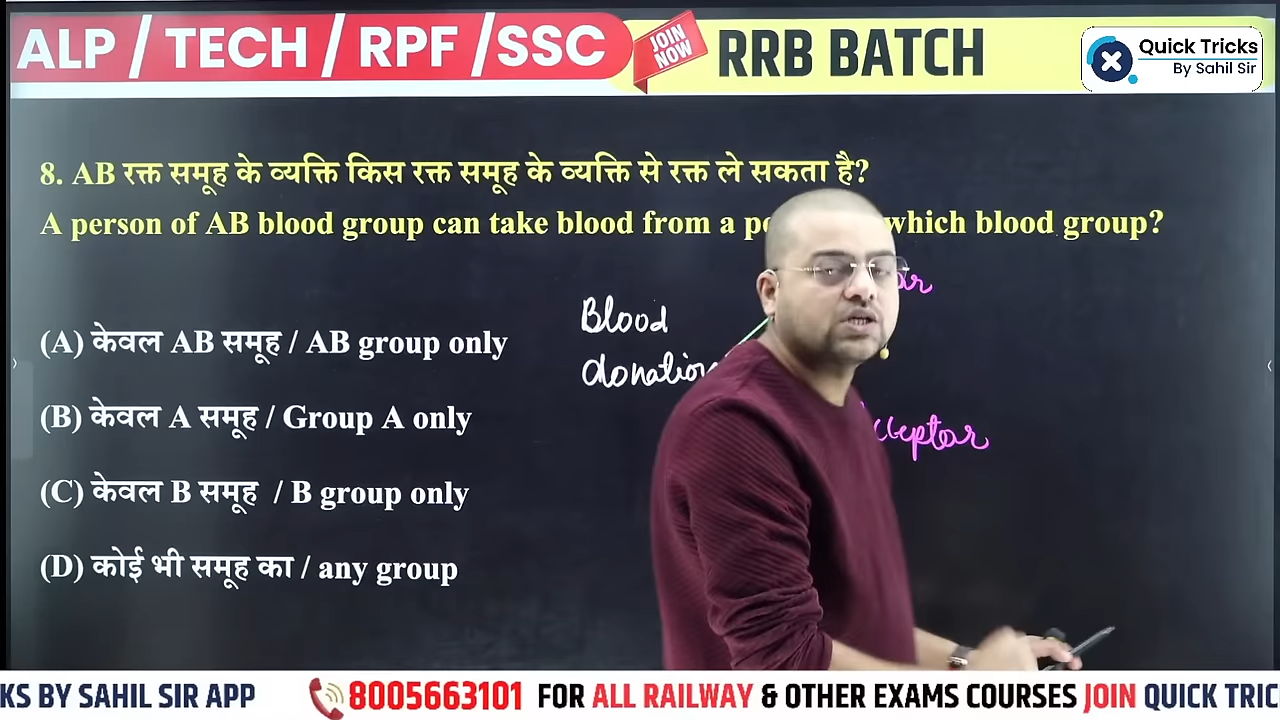 ALP / TECH / RPF / SSC
JOIN NOW
RRB BATCH
Quick Tricks
By Sahil Sir
8. AB रक्त समूह के व्यक्ति किस रक्त समूह के व्यक्ति से रक्त ले सकता है?
A person of AB blood group can take blood from a which blood group?
Blood
donation
(A) केवल AB समूह / AB group only
(B) केवल A समूह / Group A only
(C) केवल B समूह / B group only
(D) कोई भी समूह का / any group
KS BY SAHIL SIR APP 8005663101 FOR ALL RAILWAY & OTHER EXAMS COURSES JOIN QUICK TRIC